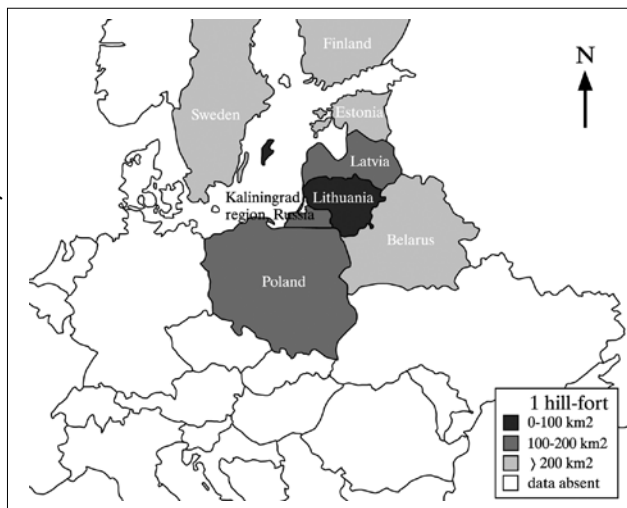 Finland
N
Sweden
Estonia
Latvia
Kaliningrad
region, Russia
Lithuania
Belarus
Poland
1 hill-fort
0-100 km2
100-200 km2
⟩ 200 km2
data absent